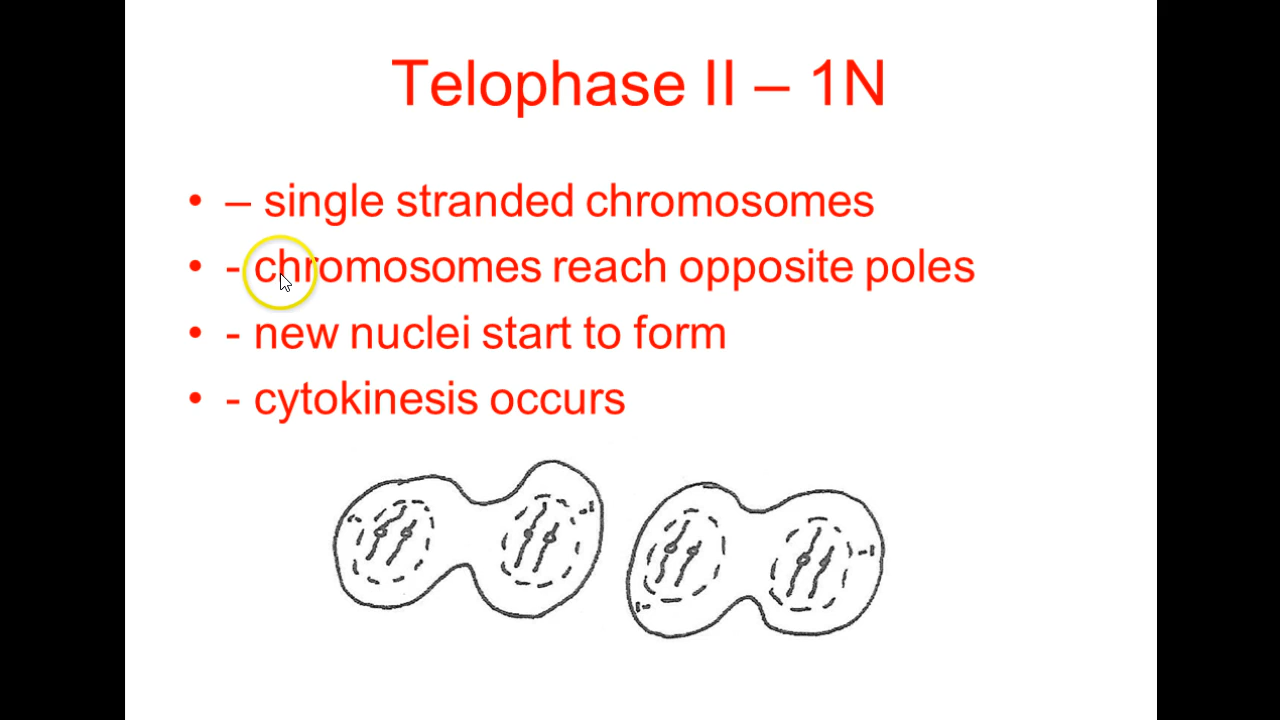 Telophase II – 1N
• – single stranded chromosomes
• - chromosomes reach opposite poles
• - new nuclei start to form
• - cytokinesis occurs